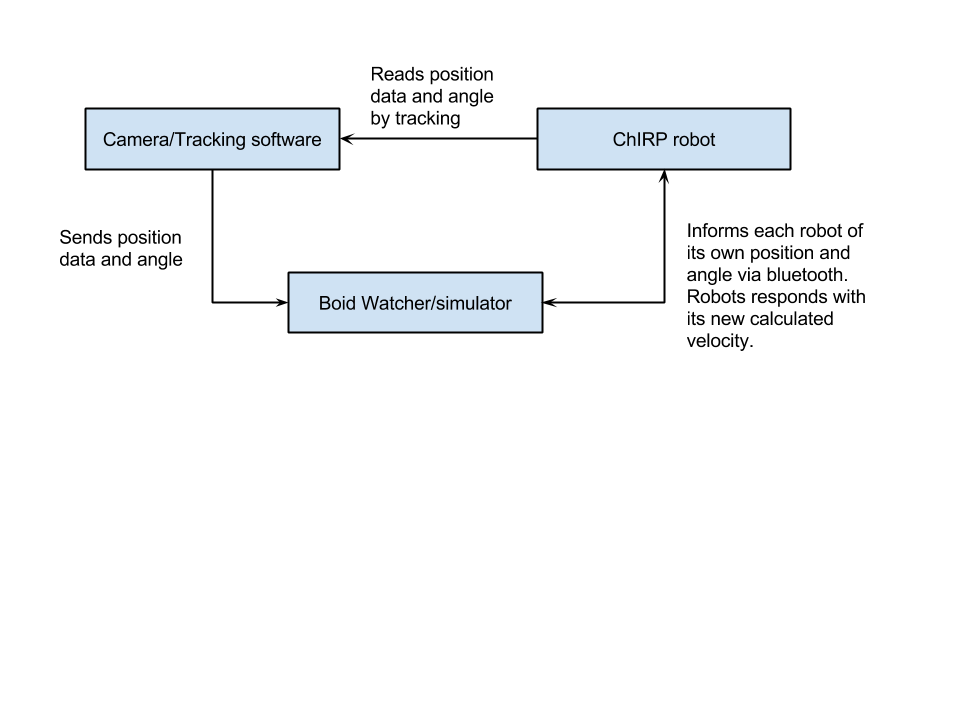 Reads position
data and angle
by tracking
Camera/Tracking software
ChIRP robot
Sends position
data and angle
Informs each robot of
its own position and
angle via bluetooth.
Robots responds with
its new calculated
velocity.
Boid Watcher/simulator